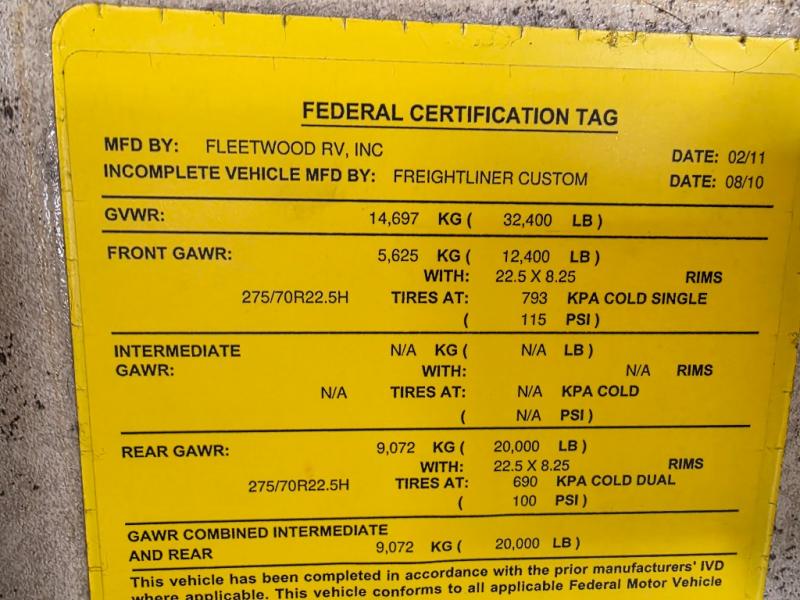 FEDERAL CERTIFICATION TAG
MFD BY: FLEETWOOD RV, INC DATE: 02/11
INCOMPLETE VEHICLE MFD BY: FREIGHTLINER CUSTOM DATE: 08/10
GVWR: 14,697 KG ( 32,400 LB )
FRONT GAWR: 5,625 KG ( 12,400 LB )
WITH: 22.5 X 8.25 RIMS
275/70R22.5H TIRES AT: 793 KPA COLD SINGLE
( 115 PSI )
INTERMEDIATE N/A KG ( N/A LB )
GAWR: WITH: N/A RIMS
N/A TIRES AT: N/A KPA COLD
( N/A PSI )
REAR GAWR: 9,072 KG ( 20,000 LB )
WITH: 22.5 X 8.25 RIMS
275/70R22.5H TIRES AT: 690 KPA COLD DUAL
( 100 PSI )
GAWR COMBINED INTERMEDIATE
AND REAR 9,072 KG ( 20,000 LB )
This vehicle has been completed in accordance with the prior manufacturers' IVD
where applicable. This vehicle conforms to all applicable Federal Motor Vehicle